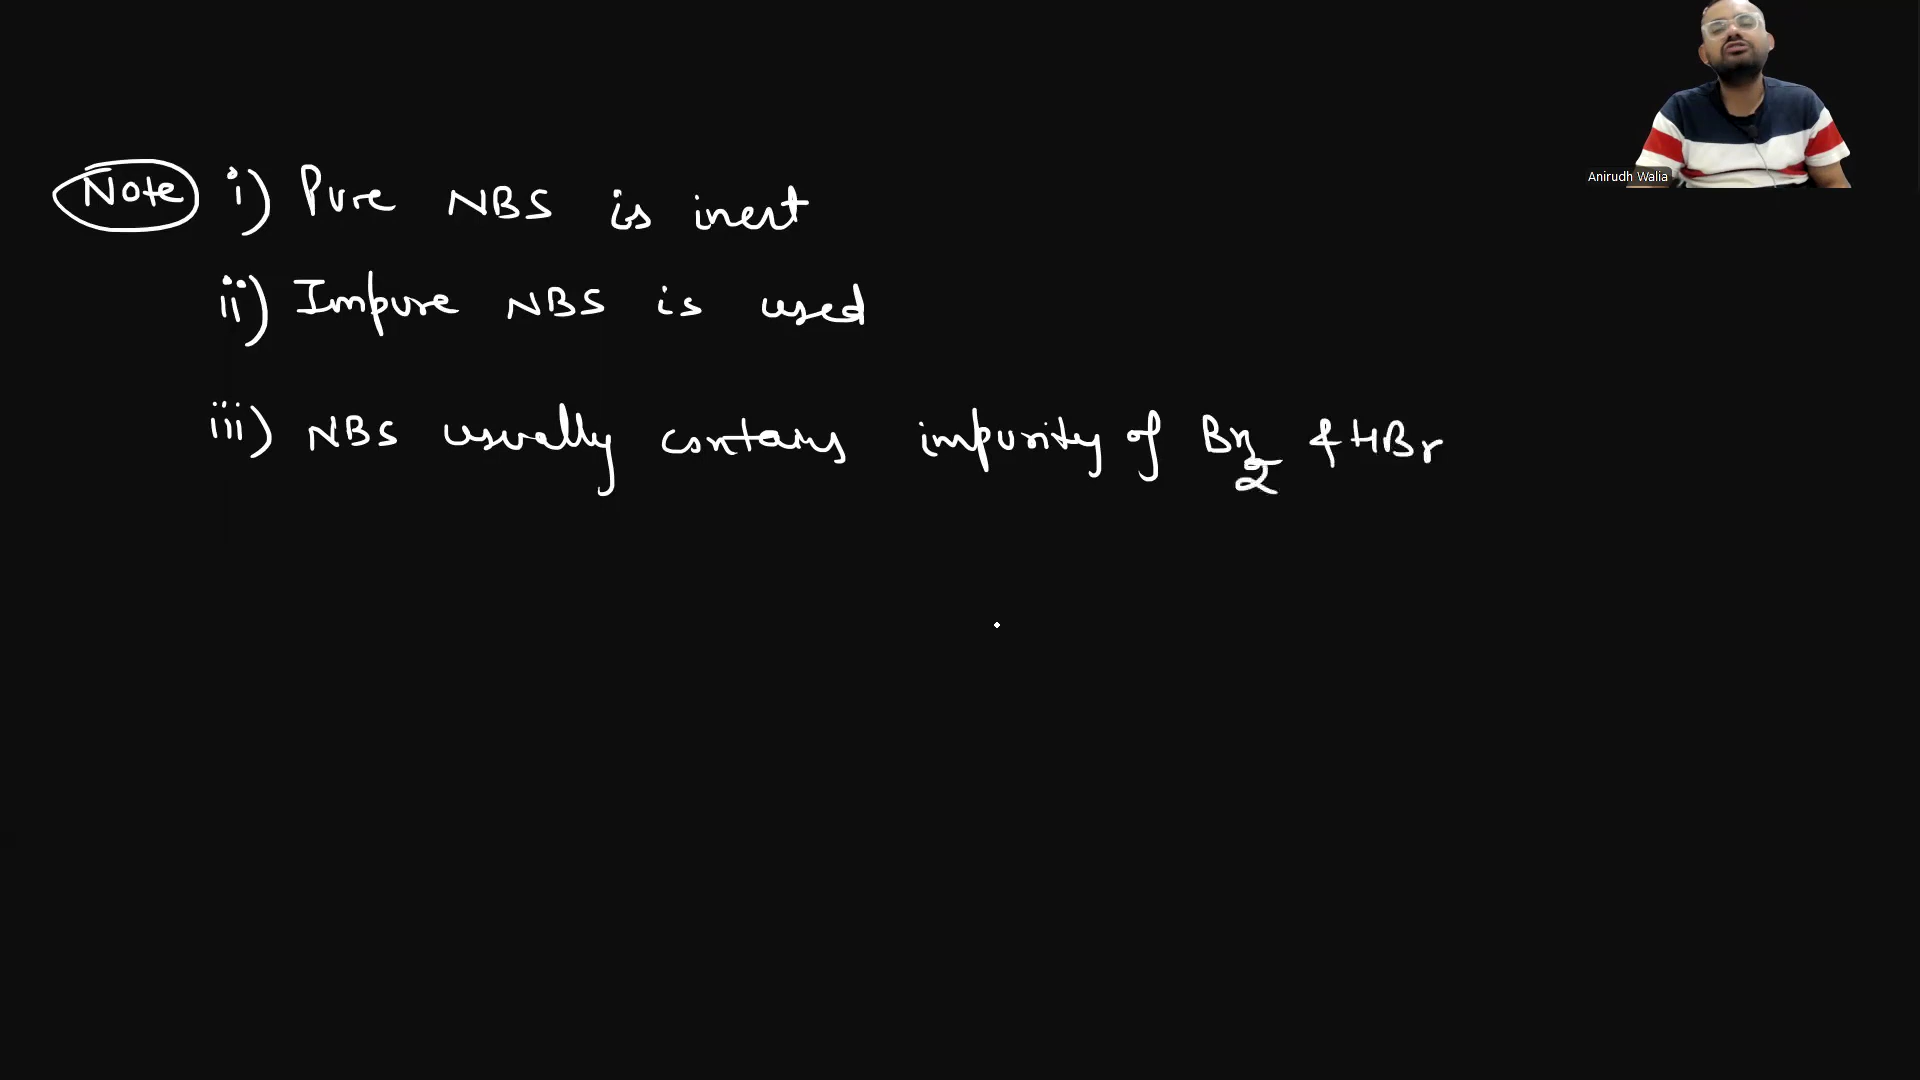 Anirudh Walia
Note i) Pure NBS is inert
ii) Impure NBS is used
iii) NBS usually contains impurity of Br2 & HBr